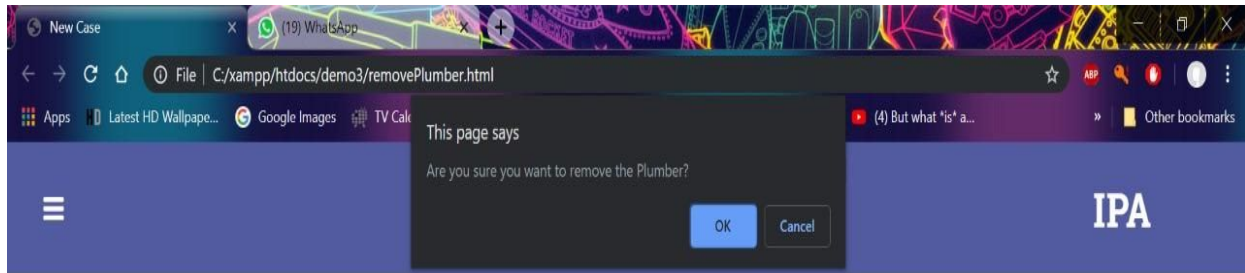 New Case
(19) WhatsApp
File
C:/xampp/htdocs/demo3/removePlumber.html
ABP
Apps
Latest HD Wallpape...
Google Images
TV Cale
(4) But what *is* a...
»
Other bookmarks
This page says
Are you sure you want to remove the Plumber?
OK
Cancel
IPA